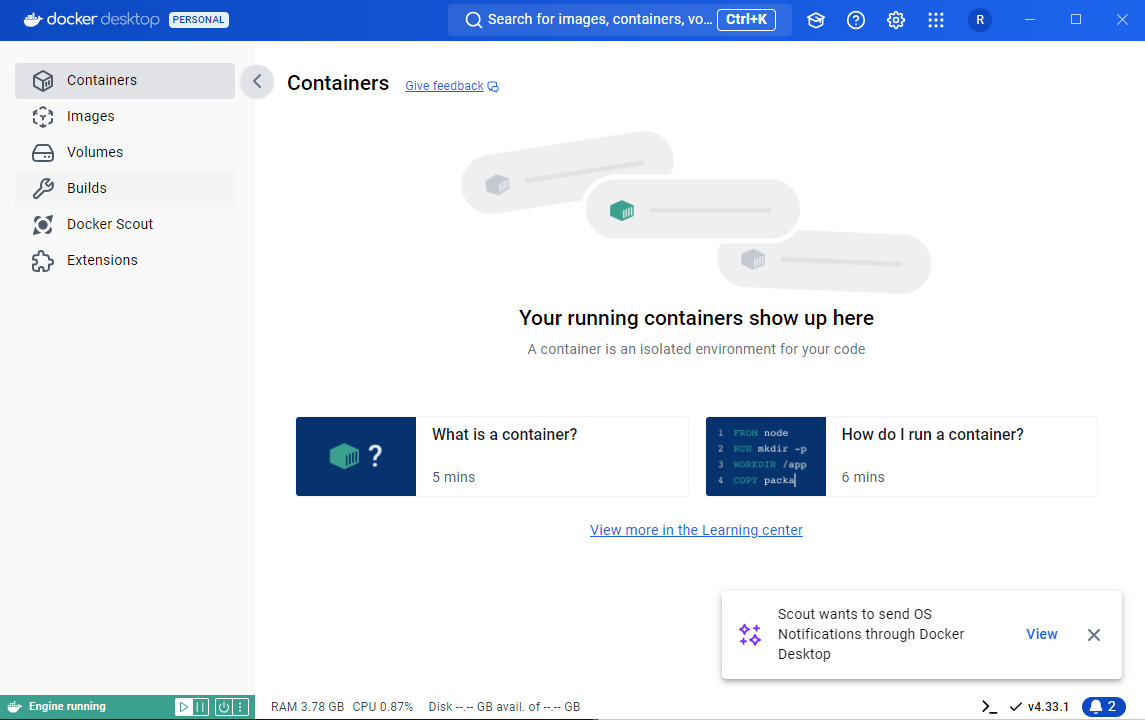 docker desktop PERSONAL
Search for images, containers, vo... Ctrl+K
R
Containers
Images
Volumes
Builds
Docker Scout
Extensions
Containers Give feedback
Your running containers show up here
A container is an isolated environment for your code
?
What is a container?
5 mins
1 FROM node
2 RUN mkdir -p
3 WORKDIR /app
4 COPY packa
How do I run a container?
6 mins
View more in the Learning center
Scout wants to send OS
Notifications through Docker
Desktop
View
Engine running
RAM 3.78 GB CPU 0.87% Disk --.-- GB avail. of --.-- GB
v4.33.1
2